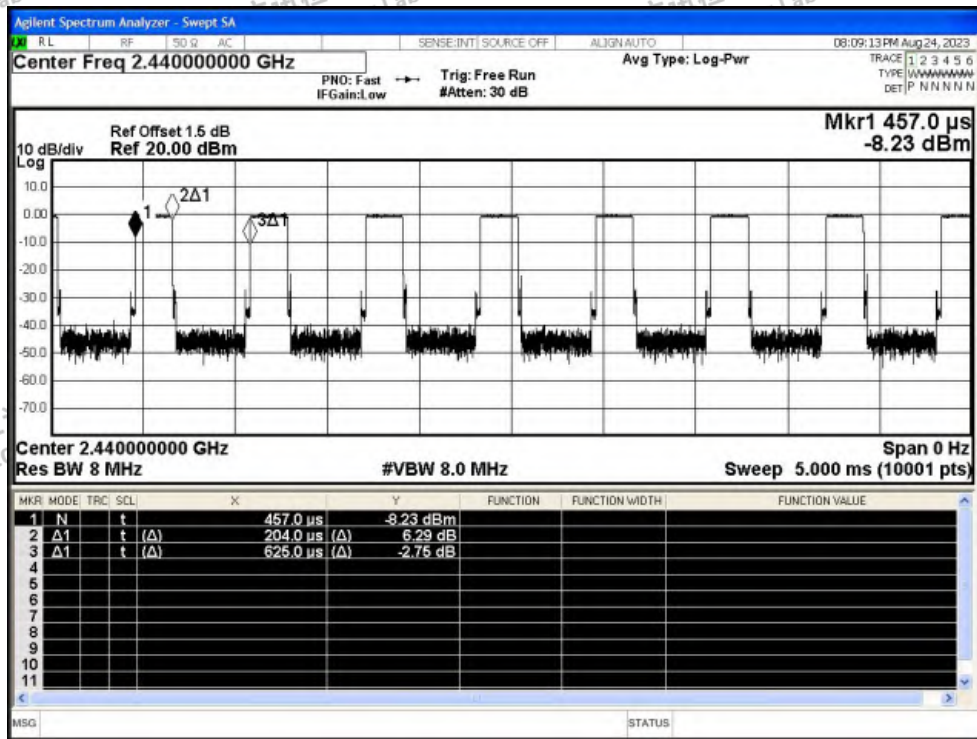 Agilent Spectrum Analyzer - Swept SA
LXI RL RF 50 Ω AC SENSE:INT SOURCE OFF ALIGNAUTO 08:09:13 PM Aug 24, 2023
Center Freq 2.440000000 GHz
PNO: Fast
IFGain:Low
Trig: Free Run
#Atten: 30 dB
Avg Type: Log-Pwr
TRACE 1 2 3 4 5 6
TYPE WWWWWW
DET P N N N N N
Mkr1 457.0 µs
-8.23 dBm
Ref Offset 1.5 dB
10 dB/div Ref 20.00 dBm
Log
10.0
0.00
-10.0
-20.0
-30.0
-40.0
-50.0
-60.0
-70.0
1
2Δ1
3Δ1
Center 2.440000000 GHz Span 0 Hz
Res BW 8 MHz #VBW 8.0 MHz Sweep 5.000 ms (10001 pts)
MKR MODE TRC SCL X Y FUNCTION FUNCTION WIDTH FUNCTION VALUE
1 N t 457.0 µs -8.23 dBm
2 Δ1 t (Δ) 204.0 µs (Δ) 6.29 dB
3 Δ1 t (Δ) 625.0 µs (Δ) -2.75 dB
4
5
6
7
8
9
10
11
MSG STATUS